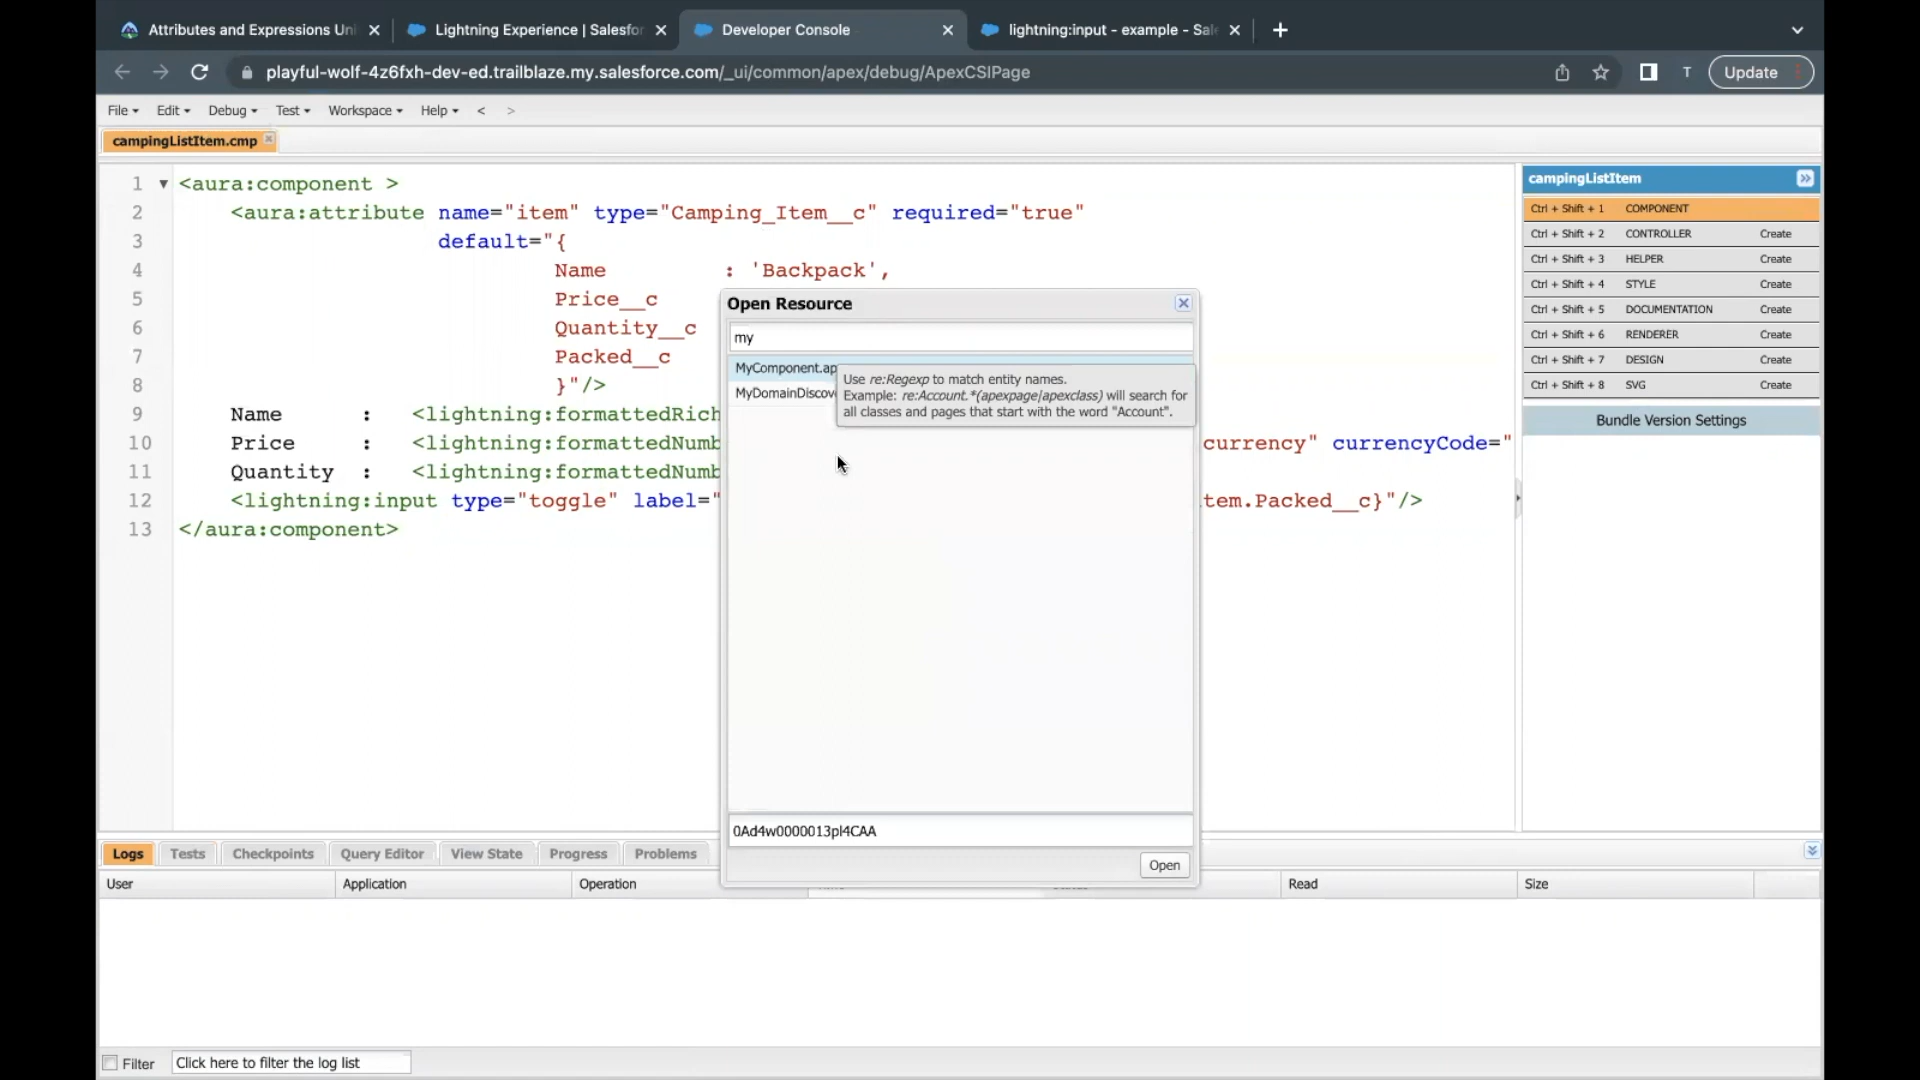 Attributes and Expressions Uni
Lightning Experience | Salesfor
Developer Console
lightning:input - example - Sale
playful-wolf-4z6fxh-dev-ed.trailblaze.my.salesforce.com/_ui/common/apex/debug/ApexCSIPage
T
Update
File Edit Debug Test Workspace Help < >
campingListItem.cmp
1 <aura:component >
2 <aura:attribute name="item" type="Camping_Item__c" required="true"
3 default="{
4 Name : 'Backpack',
5 Price__c
6 Quantity__c
7 Packed__c
8 }"/>
9 Name : <lightning:formattedRich
10 Price : <lightning:formattedNumb currency" currencyCode="
11 Quantity : <lightning:formattedNumb
12 <lightning:input type="toggle" label=" tem.Packed__c}"/>
13 </aura:component>
Open Resource
my
MyComponent.ap
MyDomainDiscov
Use re:Regexp to match entity names.
Example: re:Account.*(apexpage|apexclass) will search for
all classes and pages that start with the word "Account".
0Ad4w0000013pl4CAA
Open
campingListItem
Ctrl + Shift + 1 COMPONENT
Ctrl + Shift + 2 CONTROLLER Create
Ctrl + Shift + 3 HELPER Create
Ctrl + Shift + 4 STYLE Create
Ctrl + Shift + 5 DOCUMENTATION Create
Ctrl + Shift + 6 RENDERER Create
Ctrl + Shift + 7 DESIGN Create
Ctrl + Shift + 8 SVG Create
Bundle Version Settings
Logs Tests Checkpoints Query Editor View State Progress Problems
User Application Operation Read Size
Filter Click here to filter the log list